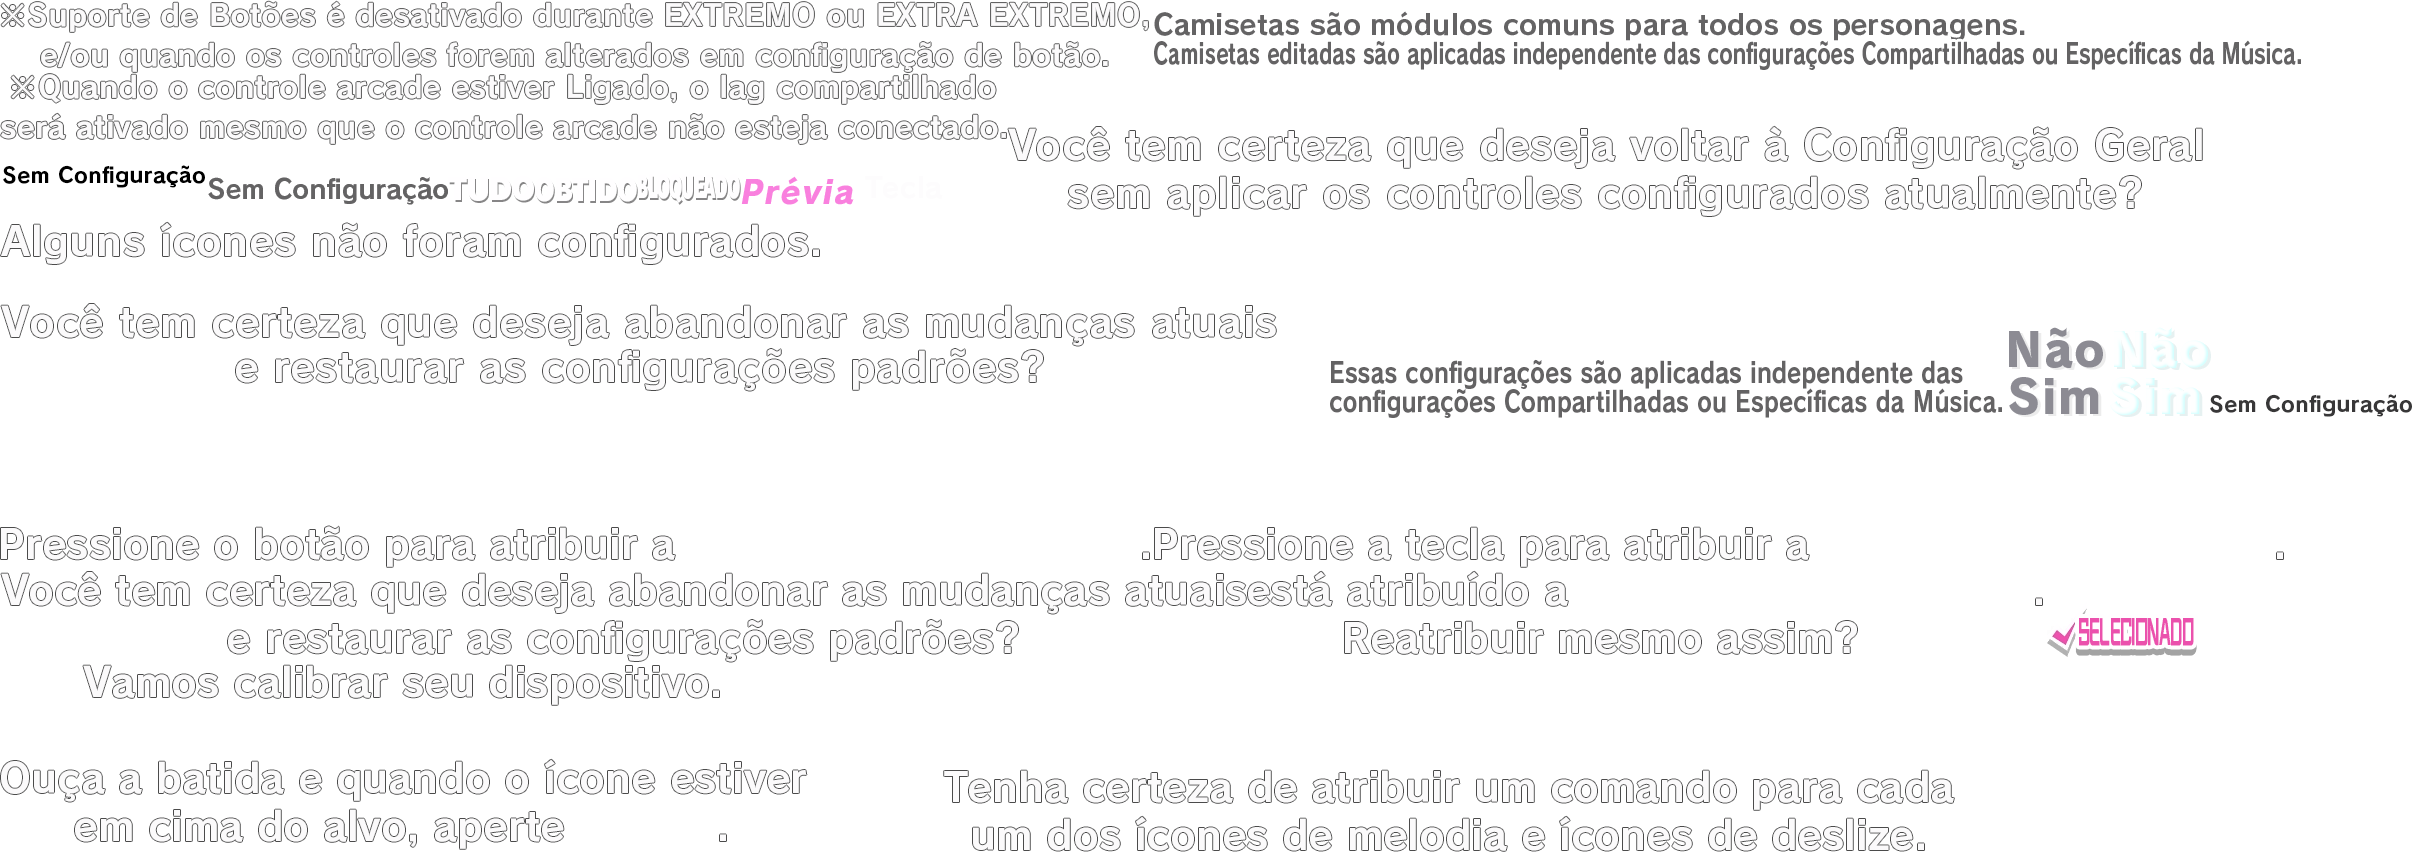 ※Suporte de Botões é desativado durante EXTREMO ou EXTRA EXTREMO,
e/ou quando os controles forem alterados em configuração de botão.
※Quando o controle arcade estiver Ligado, o lag compartilhado
será ativado mesmo que o controle arcade não esteja conectado.
Camisetas são módulos comuns para todos os personagens.
Camisetas editadas são aplicadas independente das configurações Compartilhadas ou Específicas da Música.
Você tem certeza que deseja voltar à Configuração Geral
sem aplicar os controles configurados atualmente?
Sem Configuração
Sem Configuração
TUDO
OBTIDO
BLOQUEADO
Prévia
Tecla
Alguns ícones não foram configurados.
Você tem certeza que deseja abandonar as mudanças atuais
e restaurar as configurações padrões?
Essas configurações são aplicadas independente das
configurações Compartilhadas ou Específicas da Música.
Não
Não
Sim
Sim
Sem Configuração
Pressione o botão para atribuir a .
Pressione a tecla para atribuir a .
Você tem certeza que deseja abandonar as mudanças atuais
e restaurar as configurações padrões?
está atribuído a .
Reatribuir mesmo assim?
SELECIONADO
Vamos calibrar seu dispositivo.
Ouça a batida e quando o ícone estiver
em cima do alvo, aperte .
Tenha certeza de atribuir um comando para cada
um dos ícones de melodia e ícones de deslize.